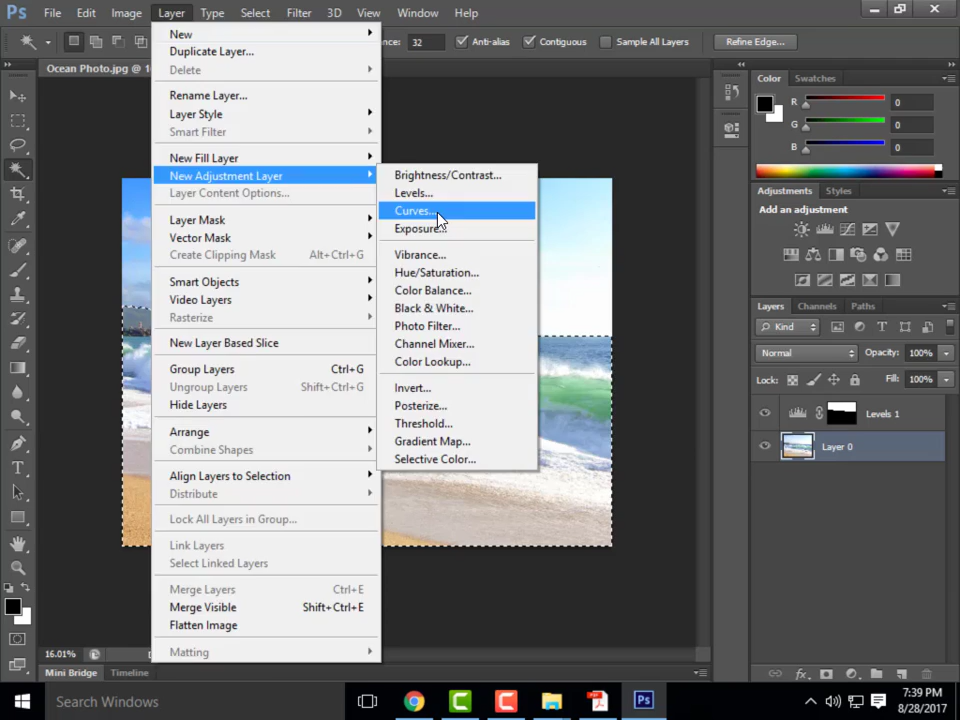 Ps File Edit Image Layer Type Select Filter 3D View Window Help
nce: 32 Anti-alias Contiguous Sample All Layers Refine Edge...
Ocean Photo.jpg @ 1
New
Duplicate Layer...
Delete
Rename Layer...
Layer Style
Smart Filter
New Fill Layer
New Adjustment Layer
Layer Content Options...
Layer Mask
Vector Mask
Create Clipping Mask Alt+Ctrl+G
Smart Objects
Video Layers
Rasterize
New Layer Based Slice
Group Layers Ctrl+G
Ungroup Layers Shift+Ctrl+G
Hide Layers
Arrange
Combine Shapes
Align Layers to Selection
Distribute
Lock All Layers in Group...
Link Layers
Select Linked Layers
Merge Layers Ctrl+E
Merge Visible Shift+Ctrl+E
Flatten Image
Matting
Brightness/Contrast...
Levels...
Curves...
Exposure...
Vibrance...
Hue/Saturation...
Color Balance...
Black & White...
Photo Filter...
Channel Mixer...
Color Lookup...
Invert...
Posterize...
Threshold...
Gradient Map...
Selective Color...
Color Swatches
R 0
G 0
B 0
Adjustments Styles
Add an adjustment
Layers Channels Paths
Kind
Normal Opacity: 100%
Lock: Fill: 100%
Levels 1
Layer 0
16.01%
Mini Bridge Timeline
Search Windows
Ps
7:39 PM
8/28/2017